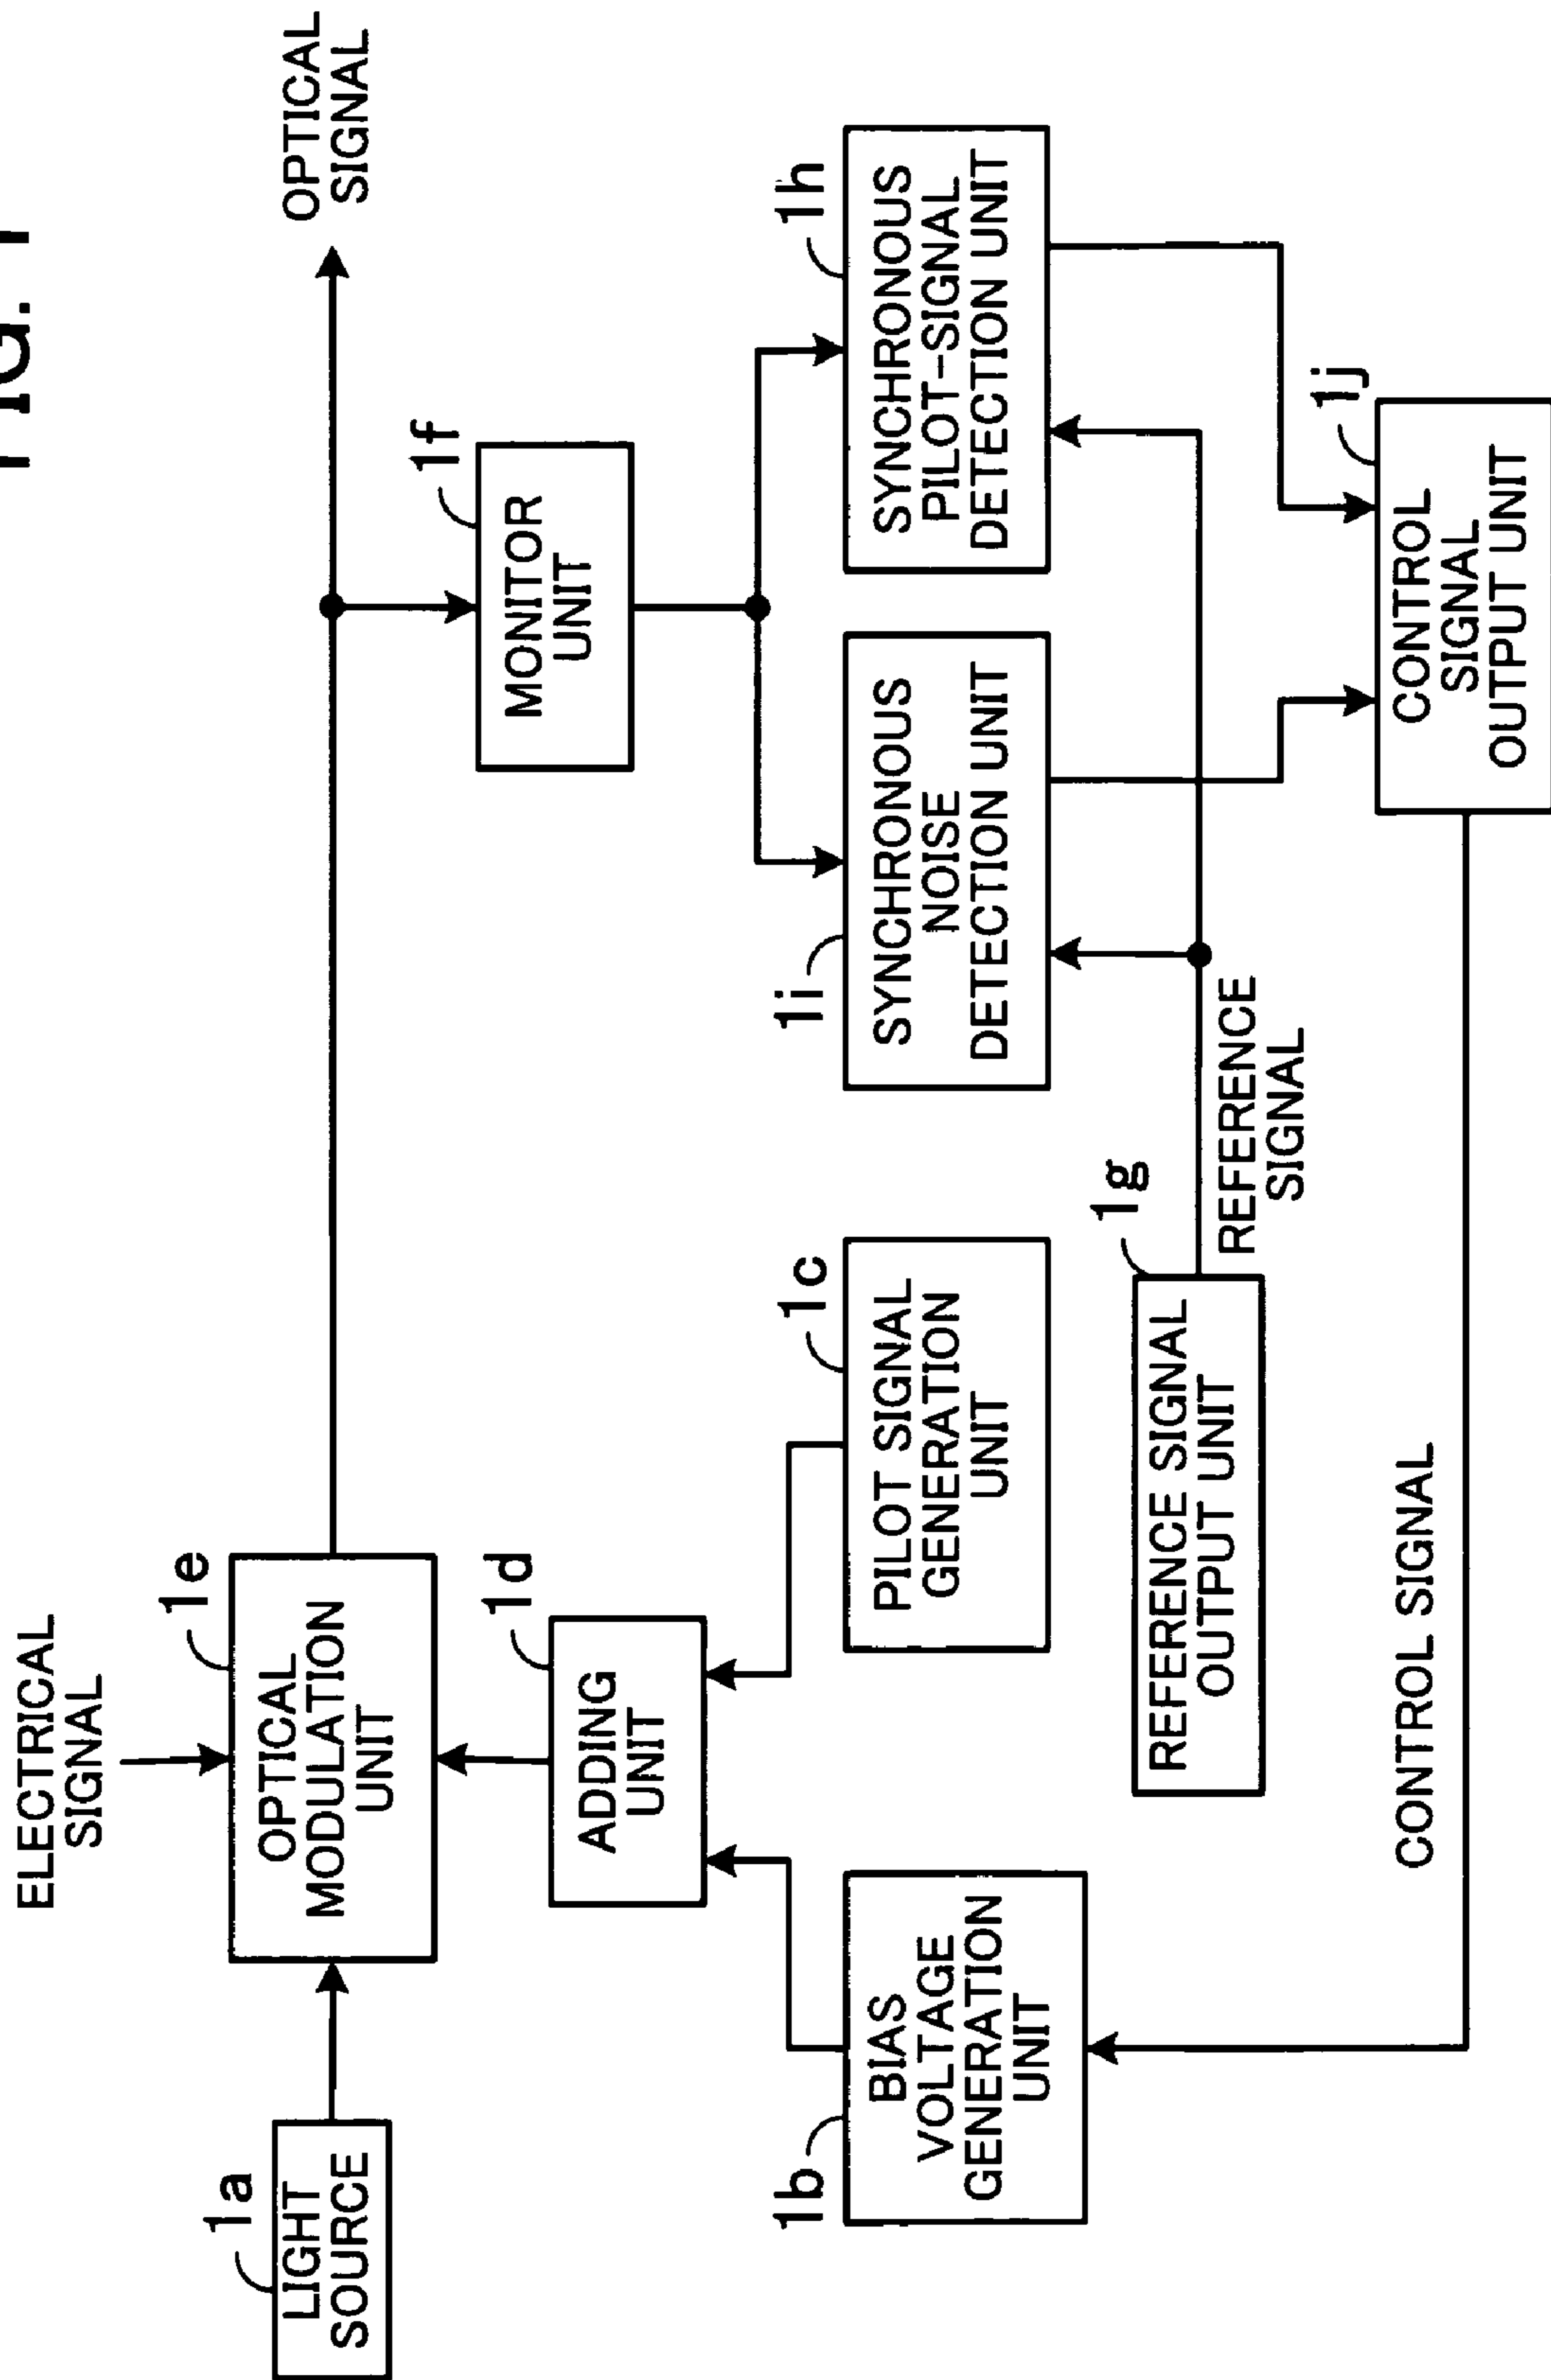 FIG. 1
ELECTRICAL
SIGNAL
OPTICAL
SIGNAL
1a
LIGHT
SOURCE
1e
OPTICAL
MODULATION
UNIT
1f
MONITOR
UNIT
1d
ADDING
UNIT
1b
BIAS
VOLTAGE
GENERATION
UNIT
1c
PILOT SIGNAL
GENERATION
UNIT
1i
SYNCHRONOUS
NOISE
DETECTION UNIT
1h
SYNCHRONOUS
PILOT-SIGNAL
DETECTION UNIT
1g
REFERENCE SIGNAL
OUTPUT UNIT
REFERENCE
SIGNAL
1j
CONTROL
SIGNAL
OUTPUT UNIT
CONTROL SIGNAL